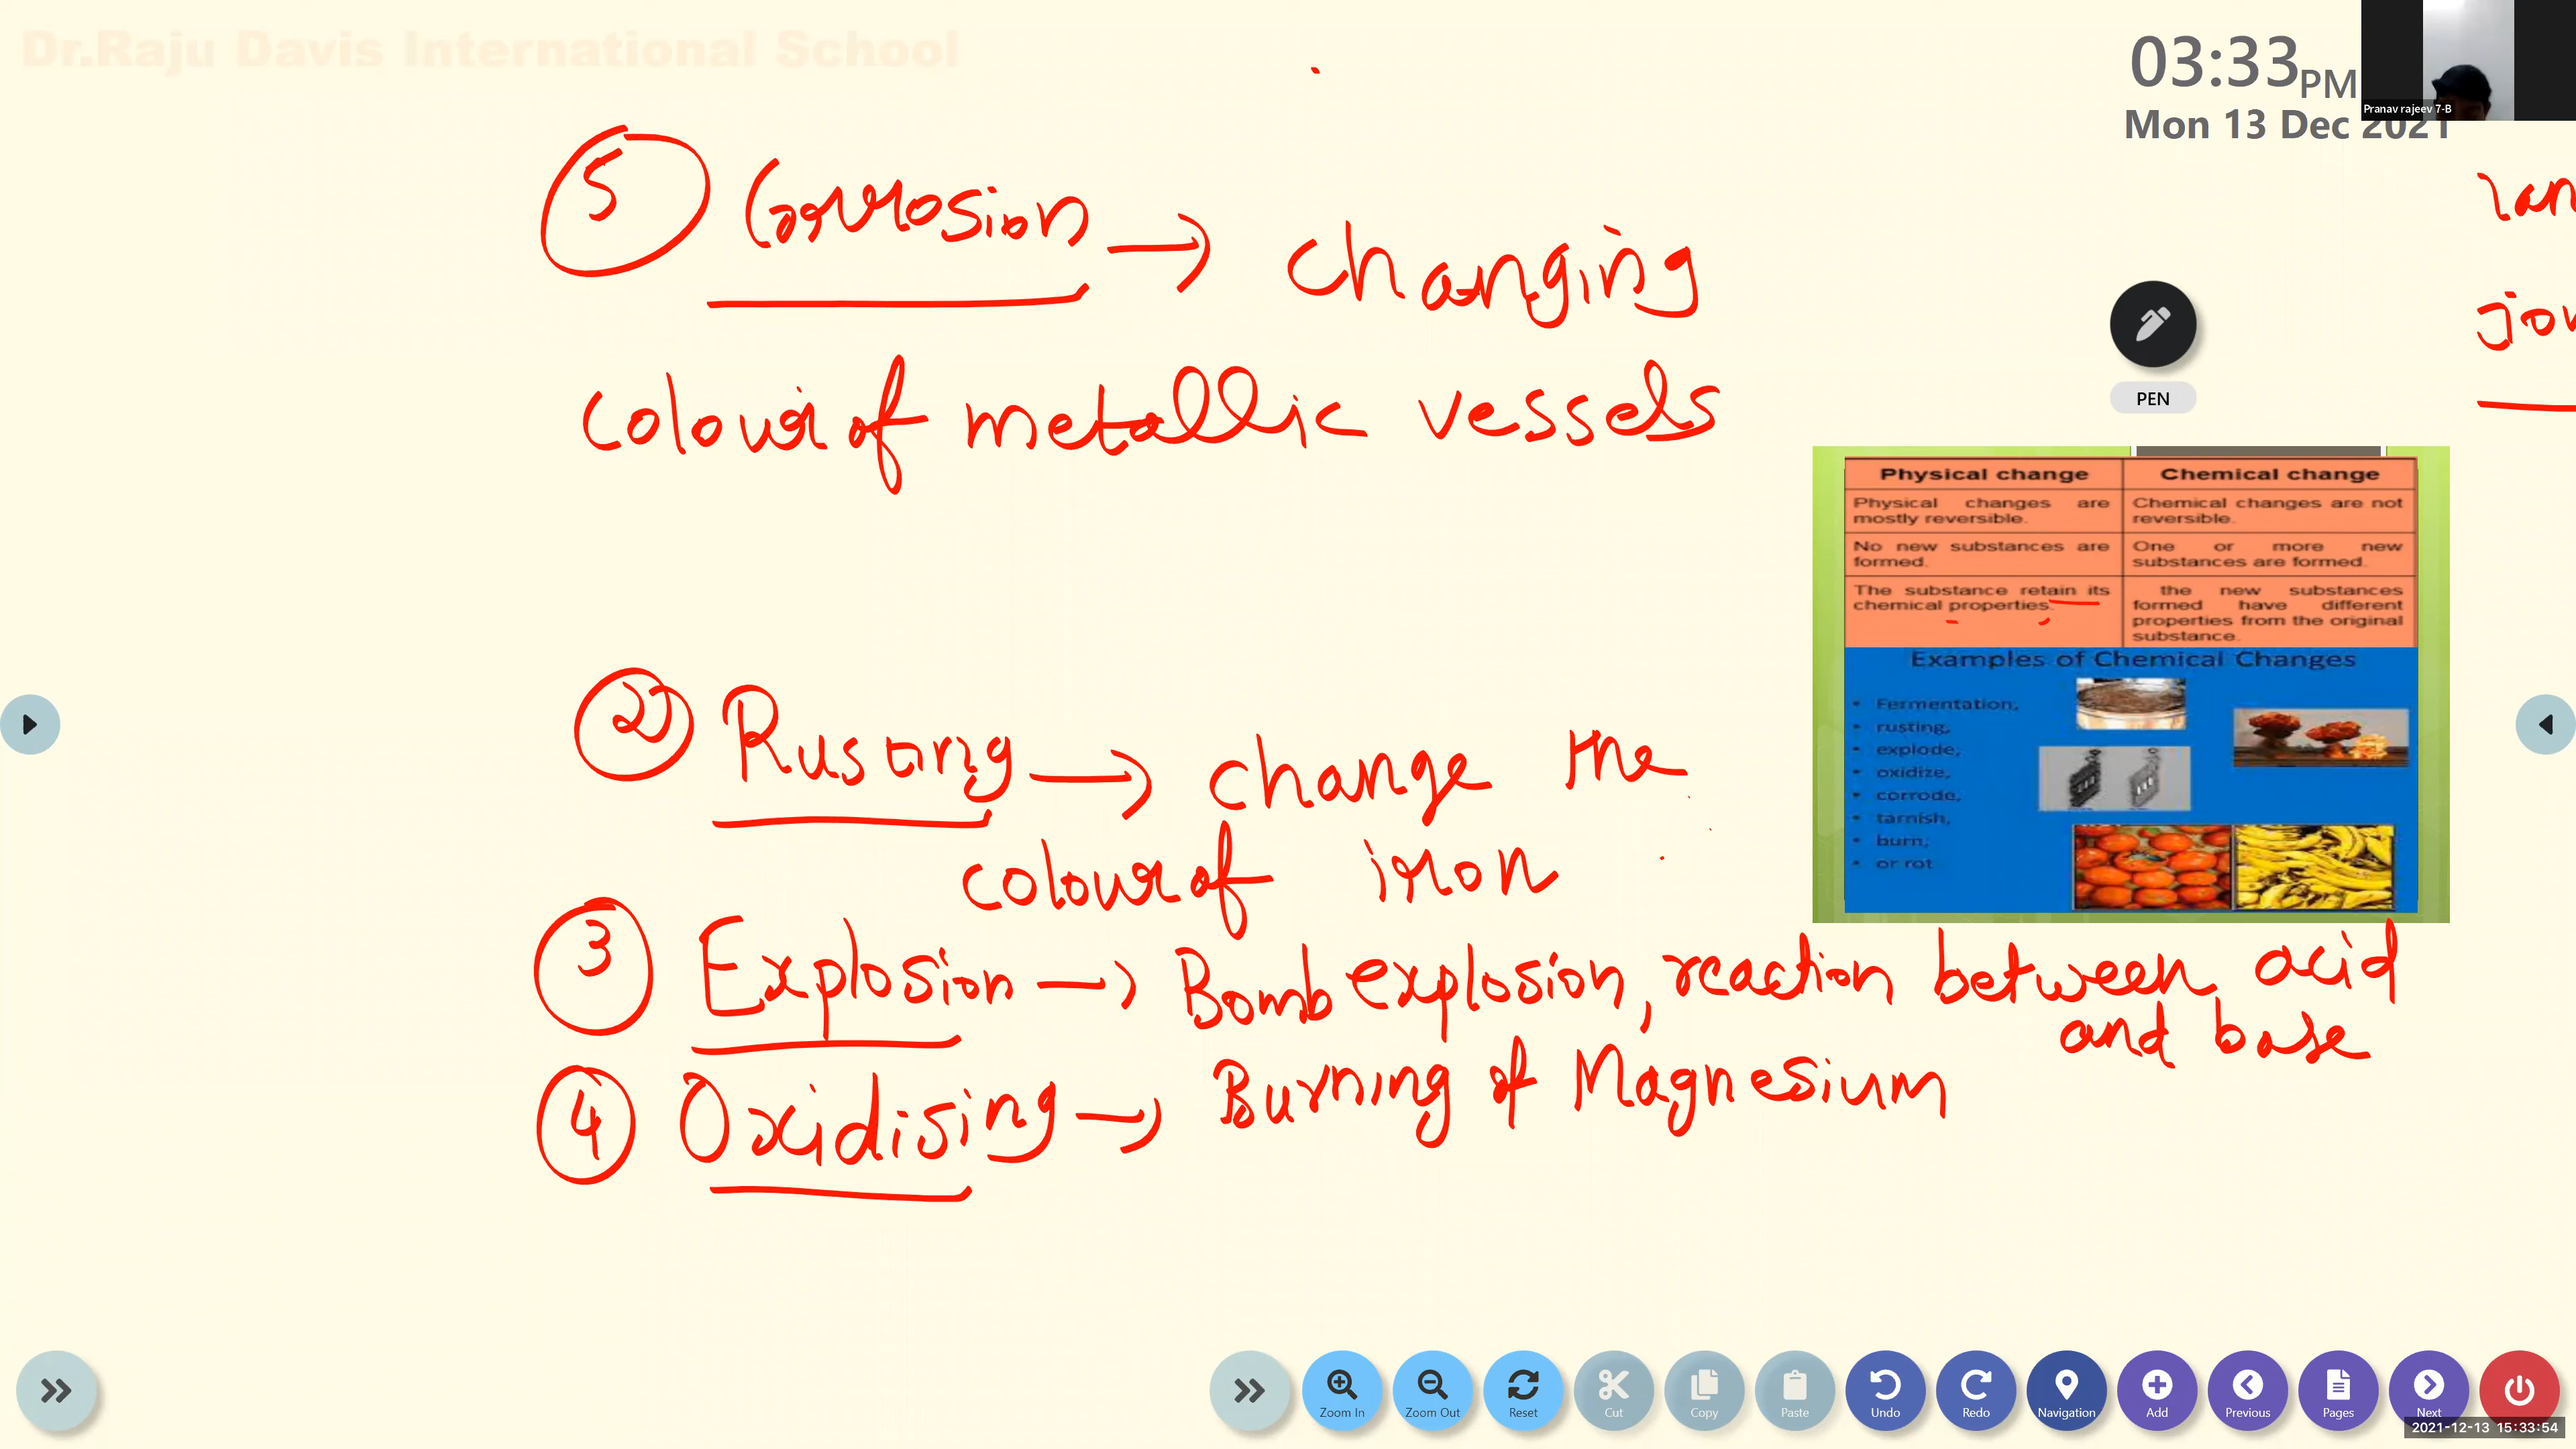 Dr.Raju Davis International School
03:33 PM
Mon 13 Dec 2021
Pranav rajeev 7-B
5 Corrosion → changing
colour of metallic vessels
PEN
Physical change
Chemical change
Physical changes are
mostly reversible.
Chemical changes are not
reversible.
No new substances are
formed.
One or more new
substances are formed.
The substance retain its
chemical properties.
the new substances
formed have different
properties from the original
substance.
Examples of Chemical Changes
• Fermentation,
• rusting,
• explode,
• oxidize,
• corrode,
• tarnish,
• burn,
• or rot
2) Rusting → change the
colour of iron
3 Explosion → Bomb explosion, reaction between acid
and base
4 Oxidising → Burning of Magnesium
Zoom In
Zoom Out
Reset
Cut
Copy
Paste
Undo
Redo
Navigation
Add
Previous
Pages
Next
2021-12-13 15:33:54